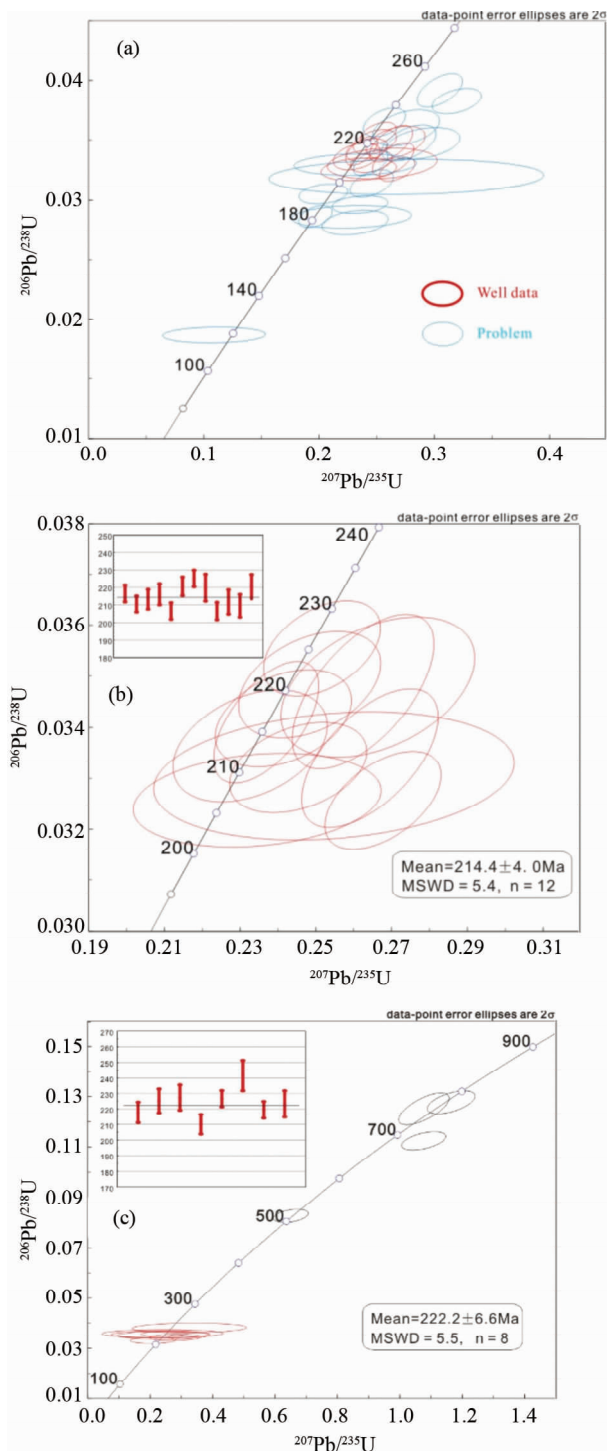 data-point error ellipses are 2σ
(a)
260
220
180
140
100
0.04
0.03
0.02
0.01
²⁰⁶Pb/²³⁸U
Well data
Problem
0.0 0.1 0.2 0.3 0.4
²⁰⁷Pb/²³⁵U
data-point error ellipses are 2σ
(b)
250
240
230
220
210
200
190
180
240
230
220
210
200
0.038
0.036
0.034
0.032
0.030
²⁰⁶Pb/²³⁸U
Mean=214.4±4.0Ma
MSWD = 5.4, n = 12
0.19 0.21 0.23 0.25 0.27 0.29 0.31
²⁰⁷Pb/²³⁵U
data-point error ellipses are 2σ
(c)
270
260
250
240
230
220
210
200
190
180
170
900
700
500
300
100
0.15
0.13
0.11
0.09
0.07
0.05
0.03
0.01
²⁰⁶Pb/²³⁸U
Mean=222.2±6.6Ma
MSWD = 5.5, n = 8
0.0 0.2 0.4 0.6 0.8 1.0 1.2 1.4
²⁰⁷Pb/²³⁵U